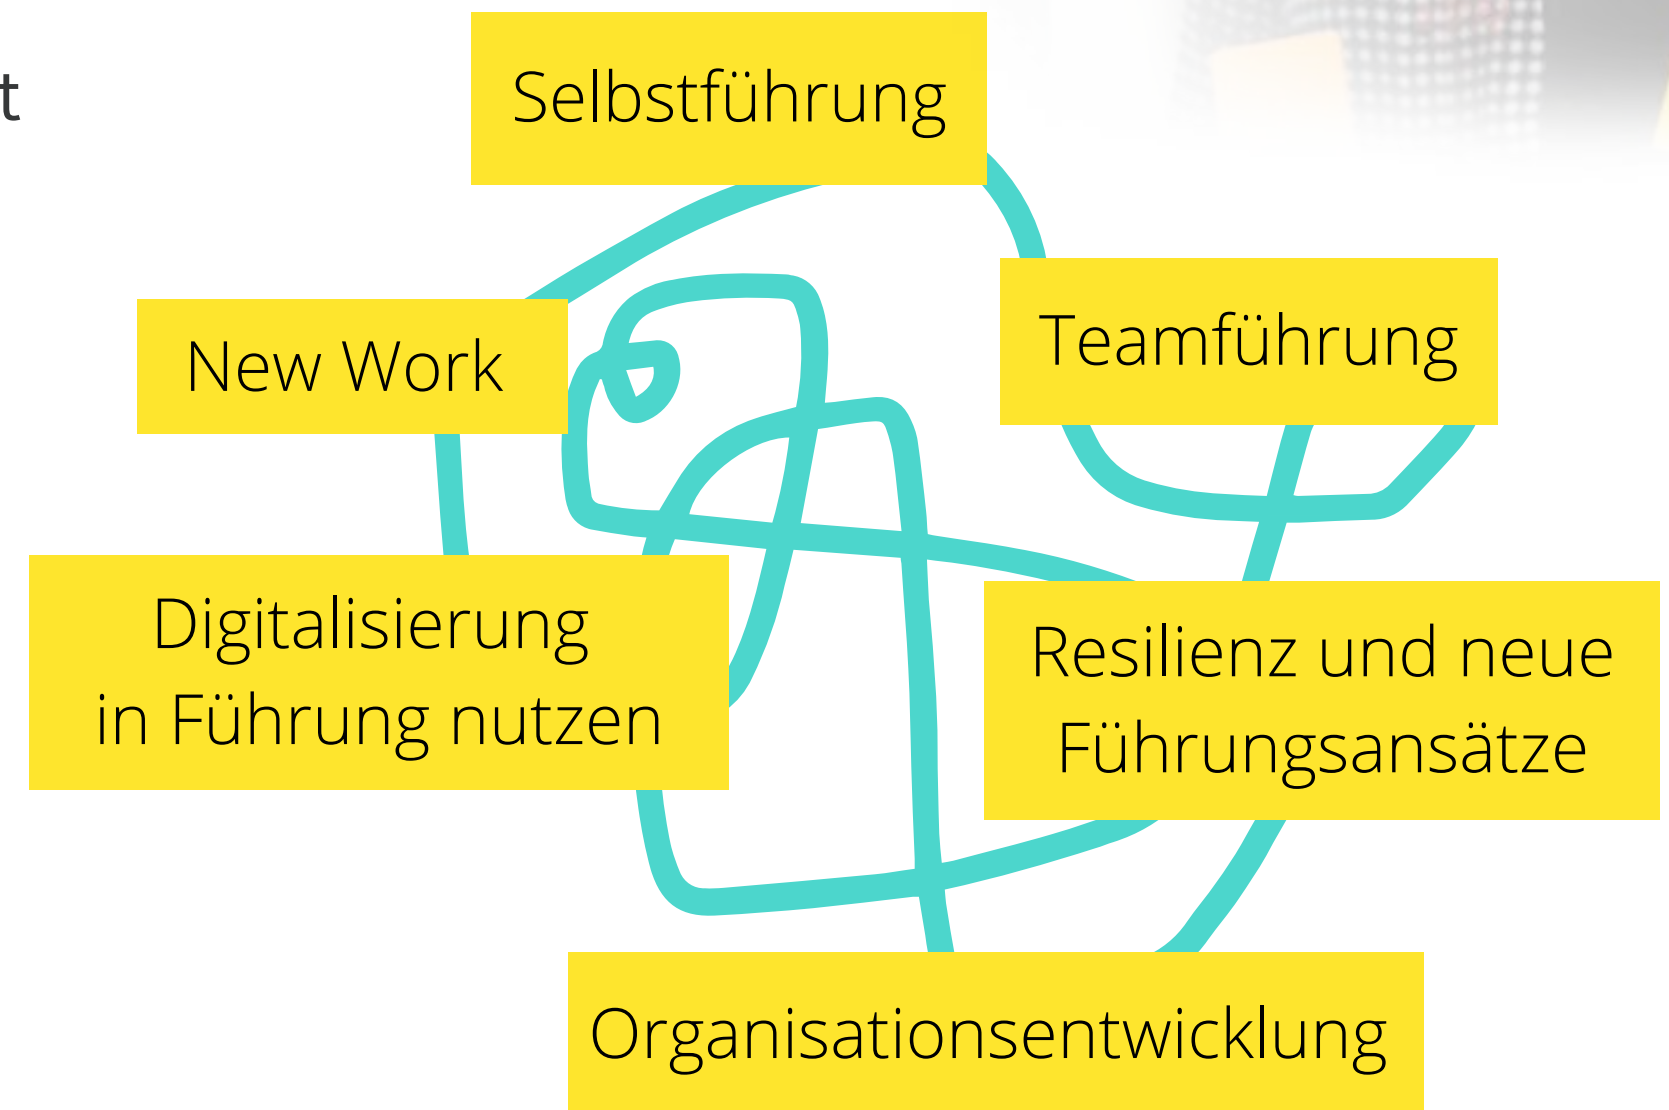 Selbstführung
Teamführung
New Work
Digitalisierung
in Führung nutzen
Resilienz und neue
Führungsansätze
Organisationsentwicklung